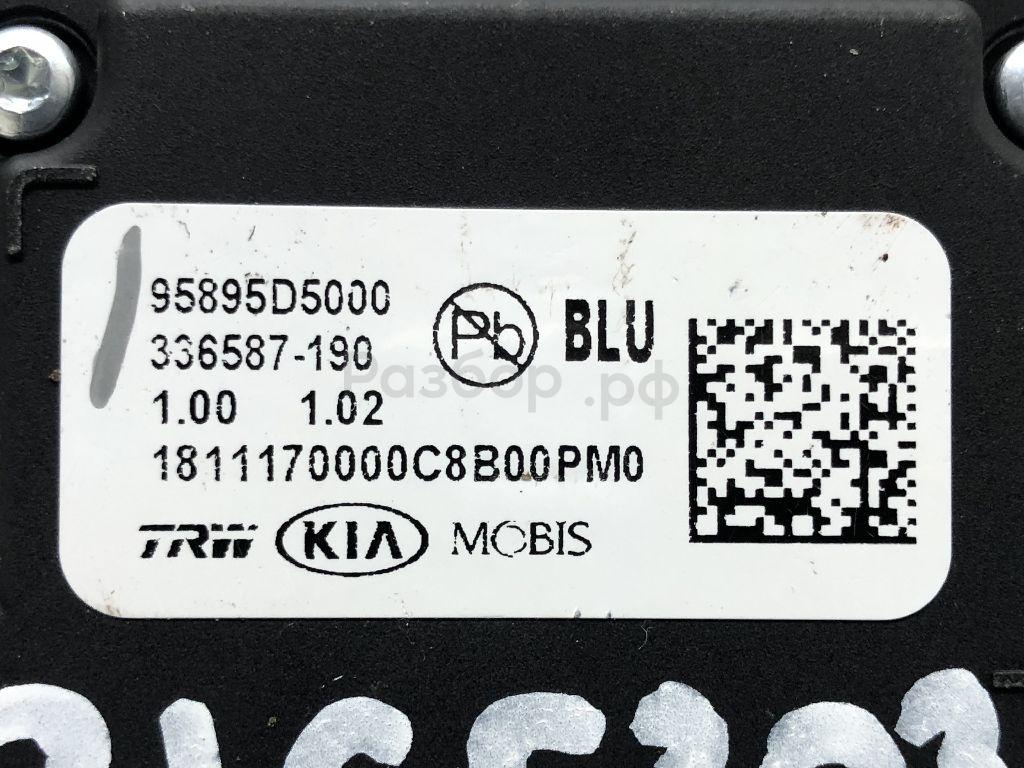 95895D5000
Pb
BLU
336587-190
Разбор.рф
1.00 1.02
1811170000C8B00PM0
TRW KIA MOBIS